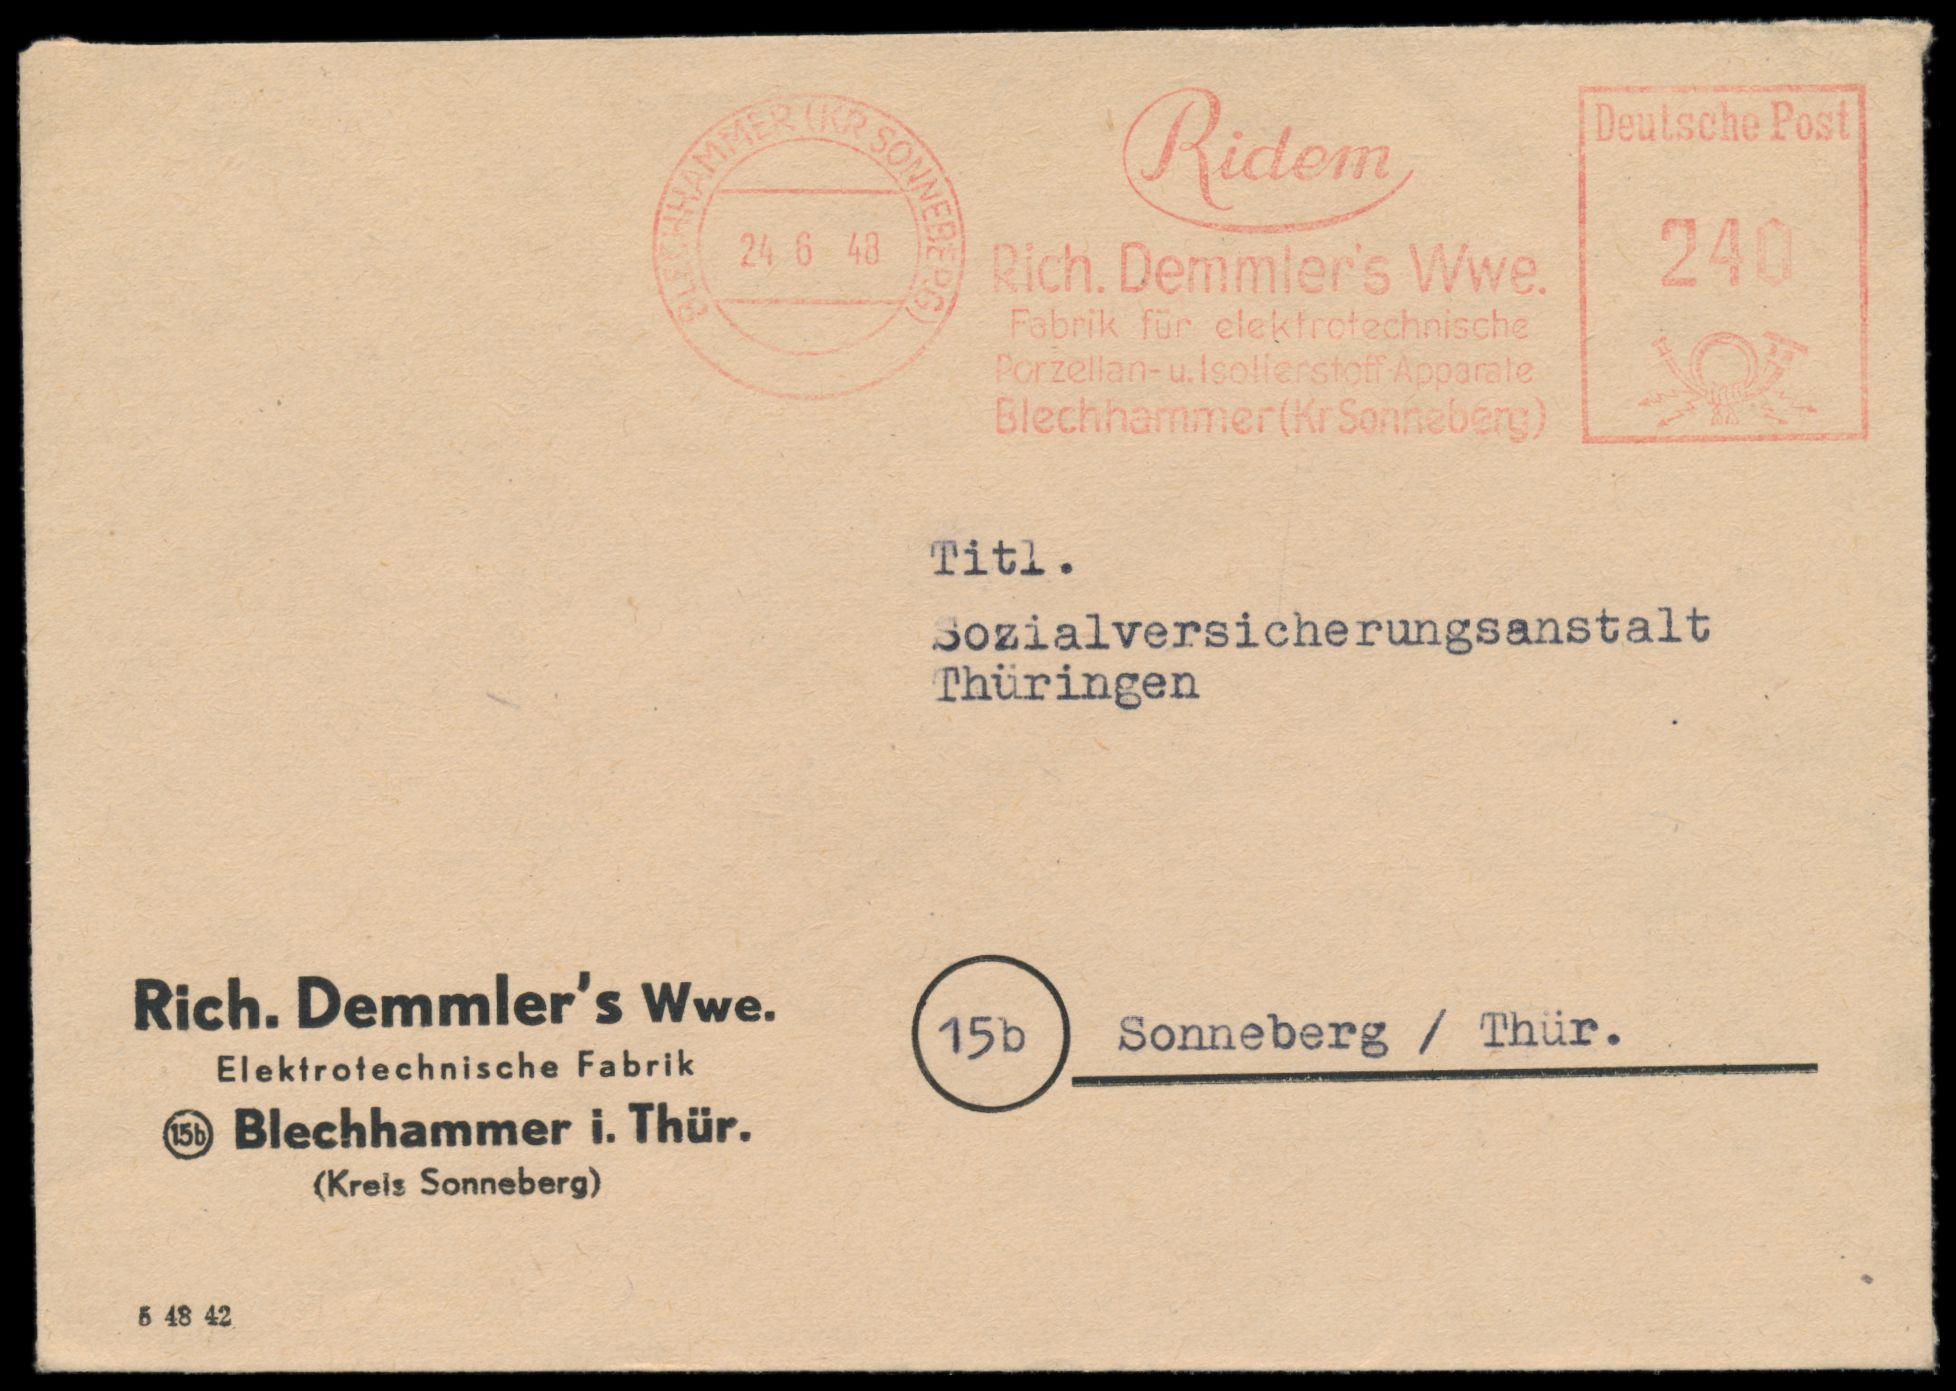 BLECHHAMMER (KR SONNEBERG)
24 6 48
Ridem
Rich. Demmler's Wwe.
Fabrik für elektrotechnische
Porzellan- u. Isolierstoff-Apparate
Blechhammer (Kr Sonneberg)
Deutsche Post
240
Titl.
Sozialversicherungsanstalt
Thüringen
15b Sonneberg / Thür.
Rich. Demmler's Wwe.
Elektrotechnische Fabrik
15b Blechhammer i. Thür.
(Kreis Sonneberg)
5 48 42